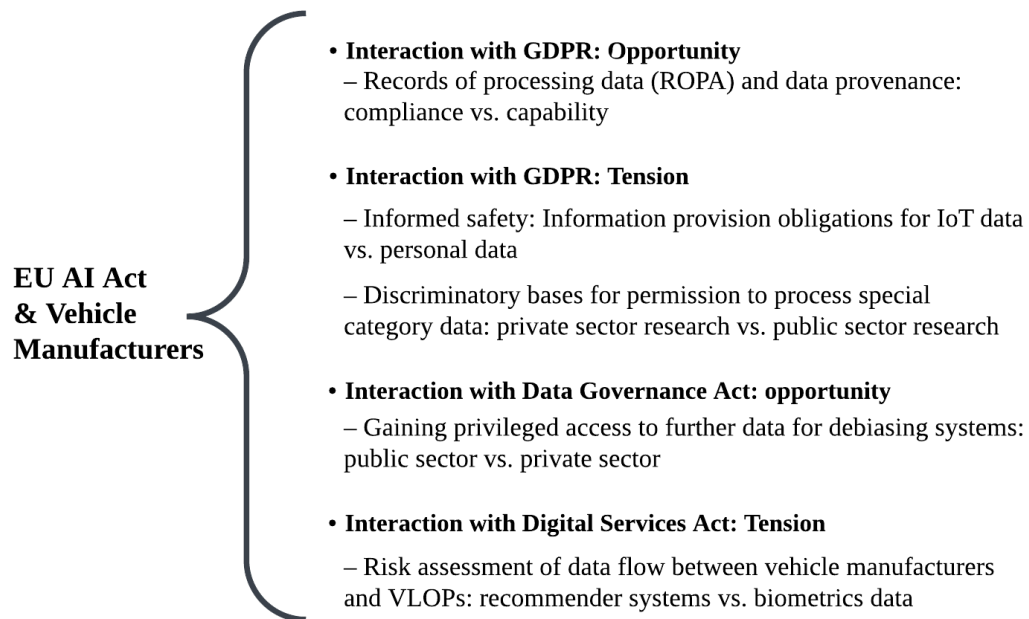 EU AI Act
& Vehicle
Manufacturers
• Interaction with GDPR: Opportunity
– Records of processing data (ROPA) and data provenance:
compliance vs. capability
• Interaction with GDPR: Tension
– Informed safety: Information provision obligations for IoT data
vs. personal data
– Discriminatory bases for permission to process special
category data: private sector research vs. public sector research
• Interaction with Data Governance Act: opportunity
– Gaining privileged access to further data for debiasing systems:
public sector vs. private sector
• Interaction with Digital Services Act: Tension
– Risk assessment of data flow between vehicle manufacturers
and VLOPs: recommender systems vs. biometrics data